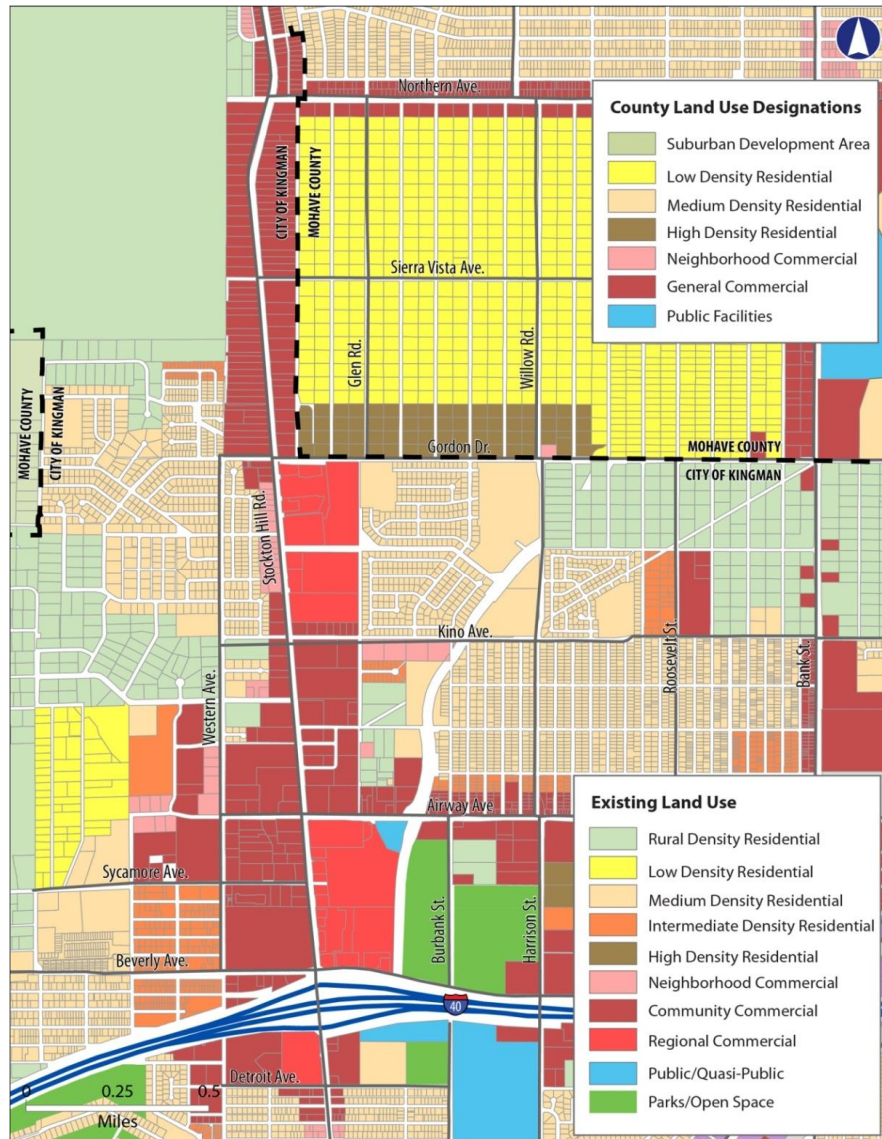 Northern Ave.
County Land Use Designations
Suburban Development Area
Low Density Residential
Medium Density Residential
High Density Residential
Neighborhood Commercial
General Commercial
Public Facilities
CITY OF KINGMAN
MOHAVE COUNTY
Sierra Vista Ave.
Glen Rd.
Willow Rd.
MOHAVE COUNTY
CITY OF KINGMAN
Gordon Dr.
MOHAVE COUNTY
CITY OF KINGMAN
Stockton Hill Rd.
Kino Ave.
Roosevelt St.
Bank St.
Western Ave.
Airway Ave
Existing Land Use
Rural Density Residential
Low Density Residential
Medium Density Residential
Intermediate Density Residential
High Density Residential
Neighborhood Commercial
Community Commercial
Regional Commercial
Public/Quasi-Public
Parks/Open Space
Sycamore Ave.
Burbank St.
Harrison St.
Beverly Ave.
40
Detroit Ave.
0 0.25 0.5
Miles